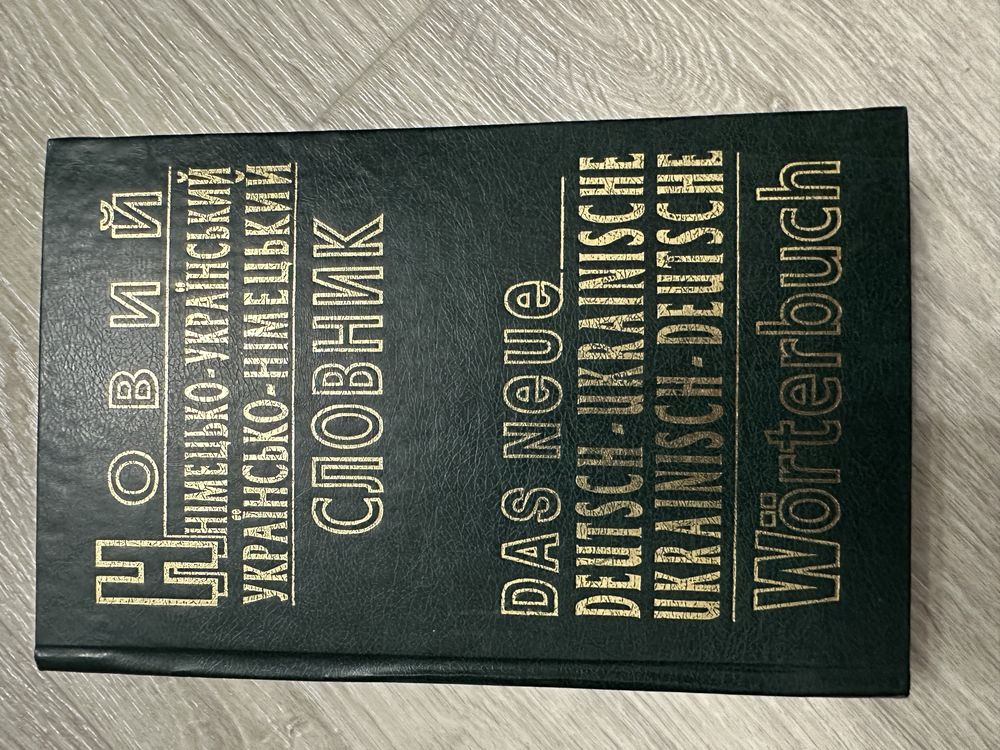 Новий
НІМЕЦЬКО-УКРАЇНСЬКИЙ
УКРАЇНСЬКО-НІМЕЦЬКИЙ
СЛОВНИК
DAS NEUE
DEUTSCH-UKRAINISCHE
UKRAINISCH-DEUTSCHE
Wörterbuch